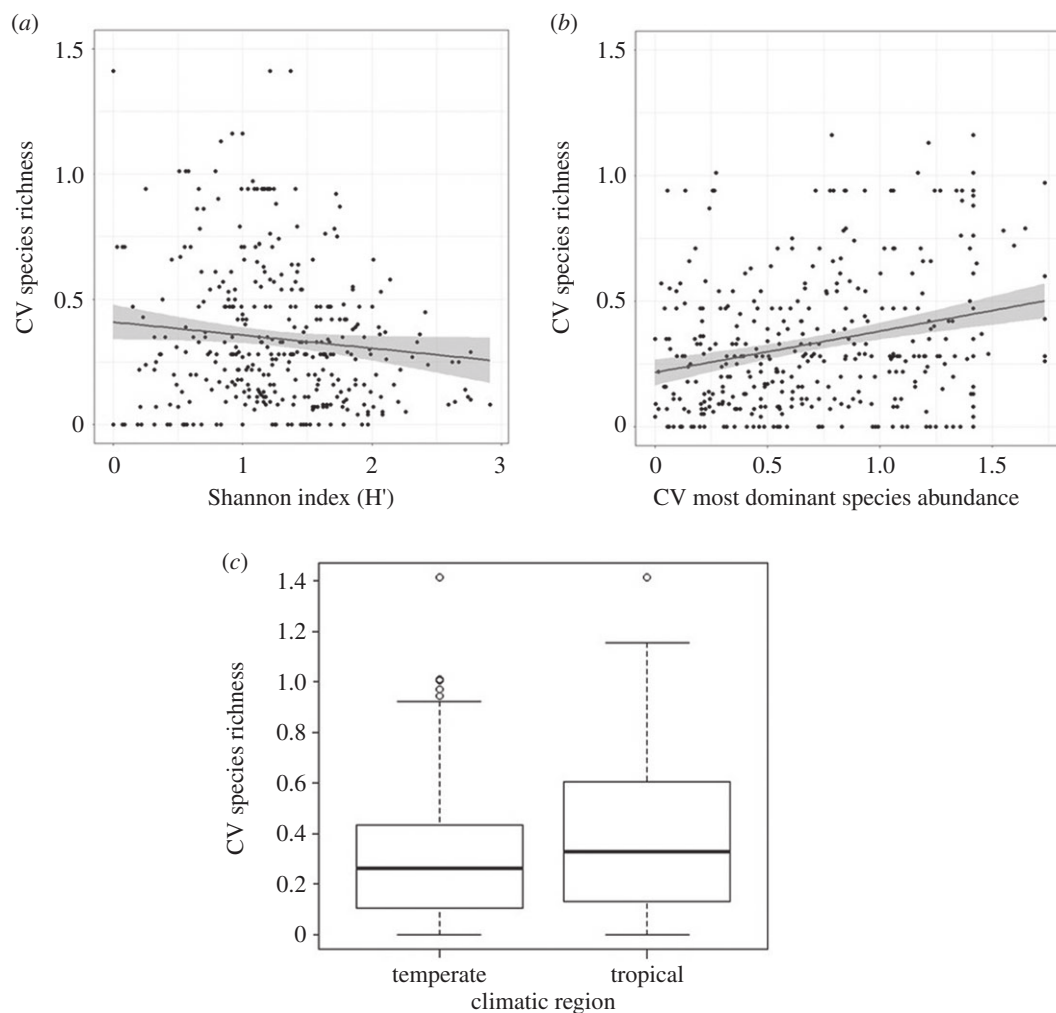 (a)
1.5
1.0
0.5
0
CV species richness
0
1
2
3
Shannon index (H')
(b)
1.5
1.0
0.5
0
CV species richness
0
0.5
1.0
1.5
CV most dominant species abundance
(c)
1.4
1.2
1.0
0.8
0.6
0.4
0.2
0
CV species richness
temperate
tropical
climatic region